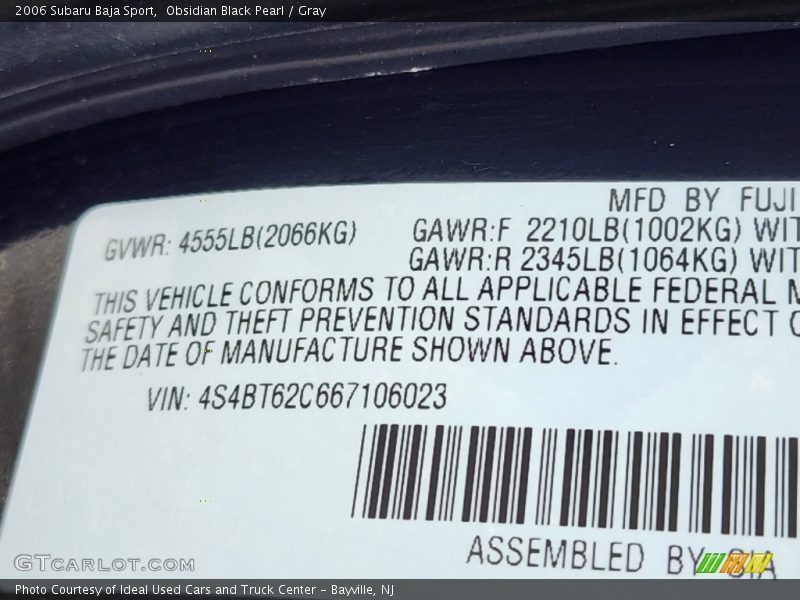 2006 Subaru Baja Sport,  Obsidian Black Pearl / Gray
MFD BY FUJI
GVWR: 4555LB(2066KG)
GAWR:F 2210LB(1002KG) WIT
GAWR:R 2345LB(1064KG) WIT
THIS VEHICLE CONFORMS TO ALL APPLICABLE FEDERAL
SAFETY AND THEFT PREVENTION STANDARDS IN EFFECT
THE DATE OF MANUFACTURE SHOWN ABOVE.
VIN: 4S4BT62C667106023
ASSEMBLED BY SIA
GTCARLOT.COM
Photo Courtesy of Ideal Used Cars and Truck Center – Bayville, NJ